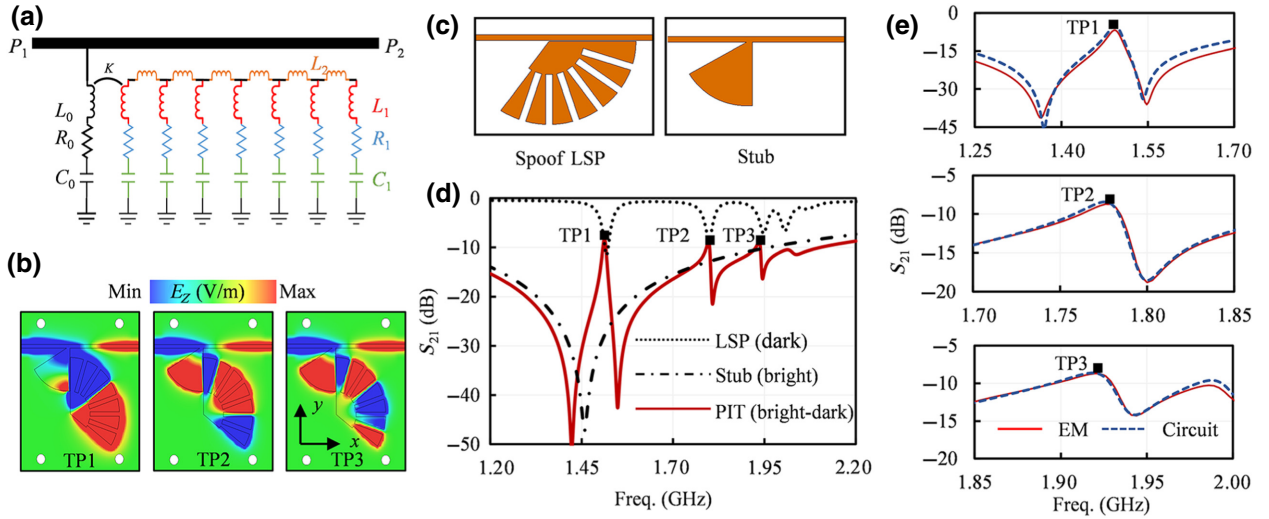 (a)
P1 P2
K L2
L0 L1
R0 R1
C0 C1
(b)
Min EZ (V/m) Max
TP1 TP2 TP3
y
x
(c)
Spoof LSP Stub
(d)
0
−10
−20
−30
−40
−50
S21 (dB)
TP1 TP2 TP3
LSP (dark)
Stub (bright)
PIT (bright-dark)
1.20 1.45 1.70 1.95 2.20
Freq. (GHz)
(e)
0
−15
−30
−45
TP1
1.25 1.40 1.55 1.70
−5
−10
−15
−20
TP2
1.70 1.75 1.80 1.85
S21 (dB)
−5
−10
−15
−20
TP3
EM Circuit
1.85 1.90 1.95 2.00
Freq. (GHz)